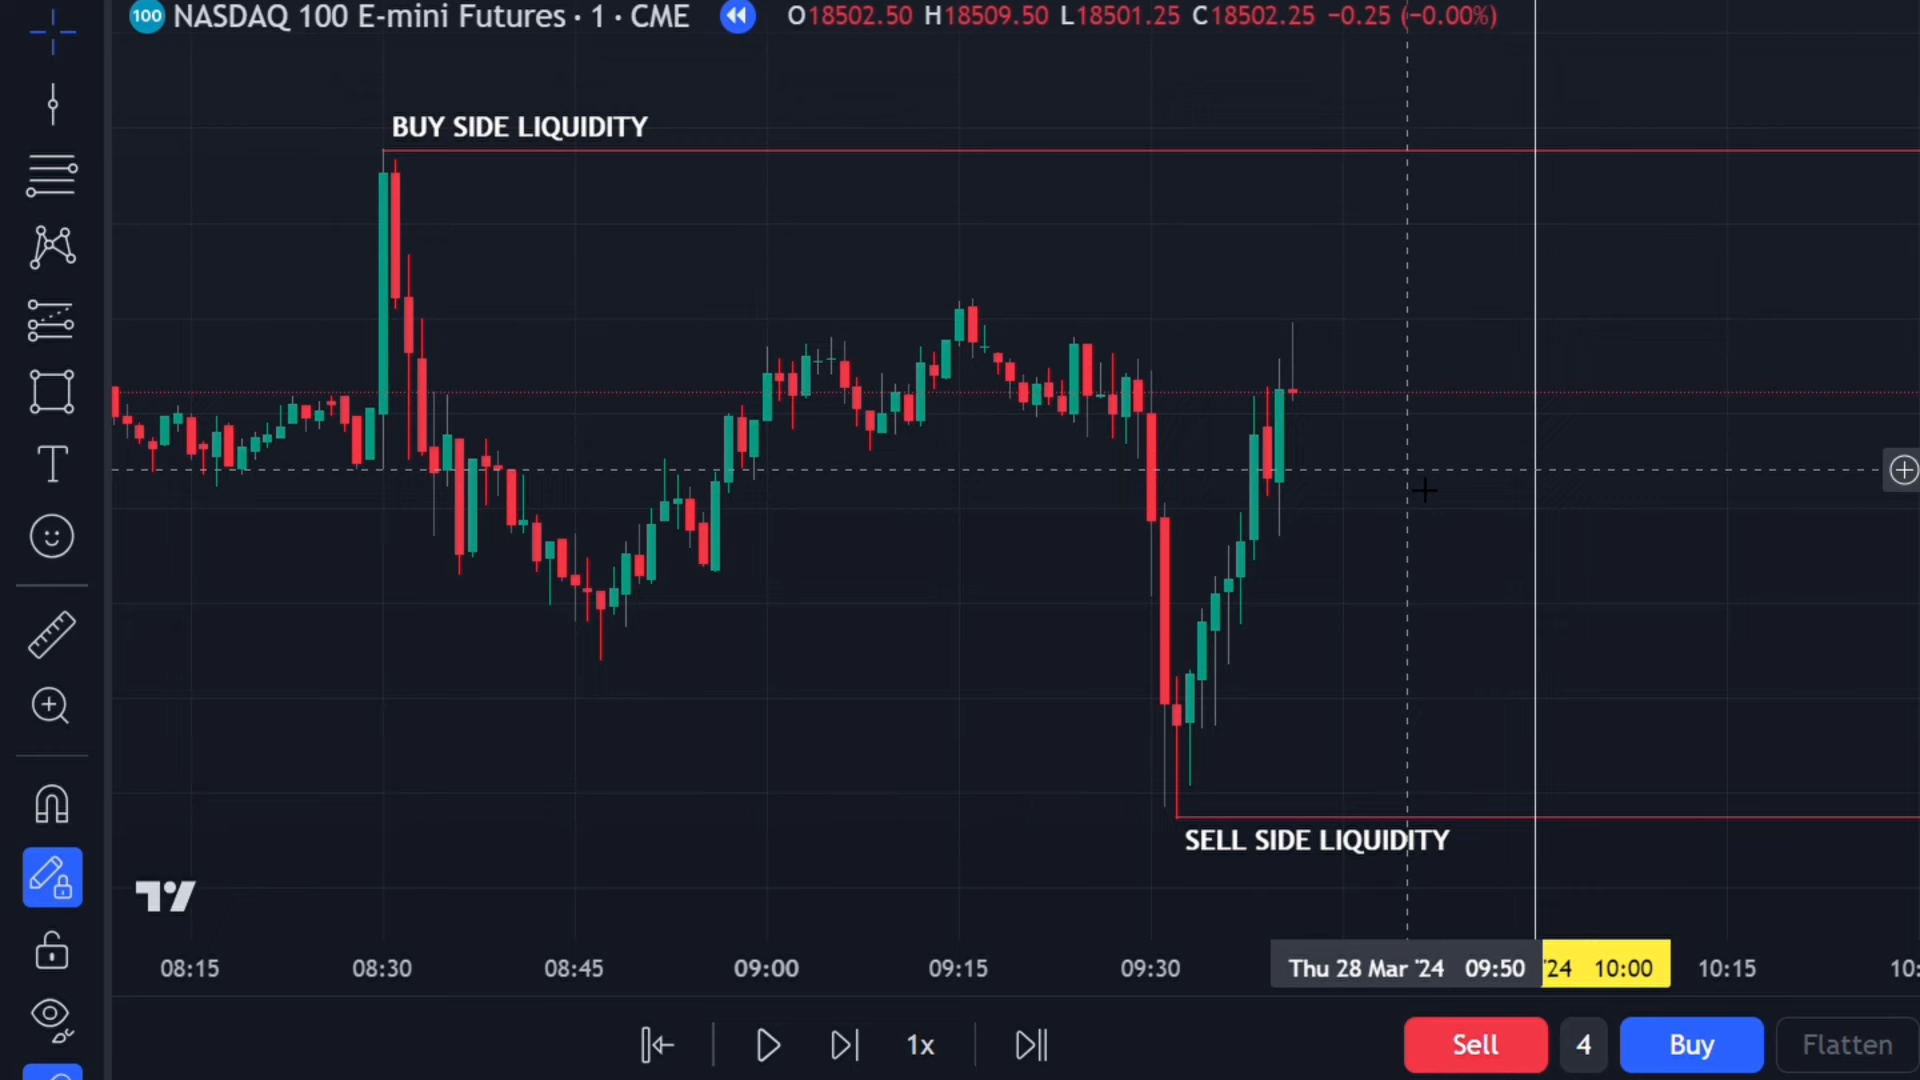 100 NASDAQ 100 E-mini Futures · 1 · CME O18502.50 H18509.50 L18501.25 C18502.25 −0.25 (−0.00%)
BUY SIDE LIQUIDITY
SELL SIDE LIQUIDITY
08:15 08:30 08:45 09:00 09:15 09:30 Thu 28 Mar '24 09:50 '24 10:00 10:15 10:
1x Sell 4 Buy Flatten